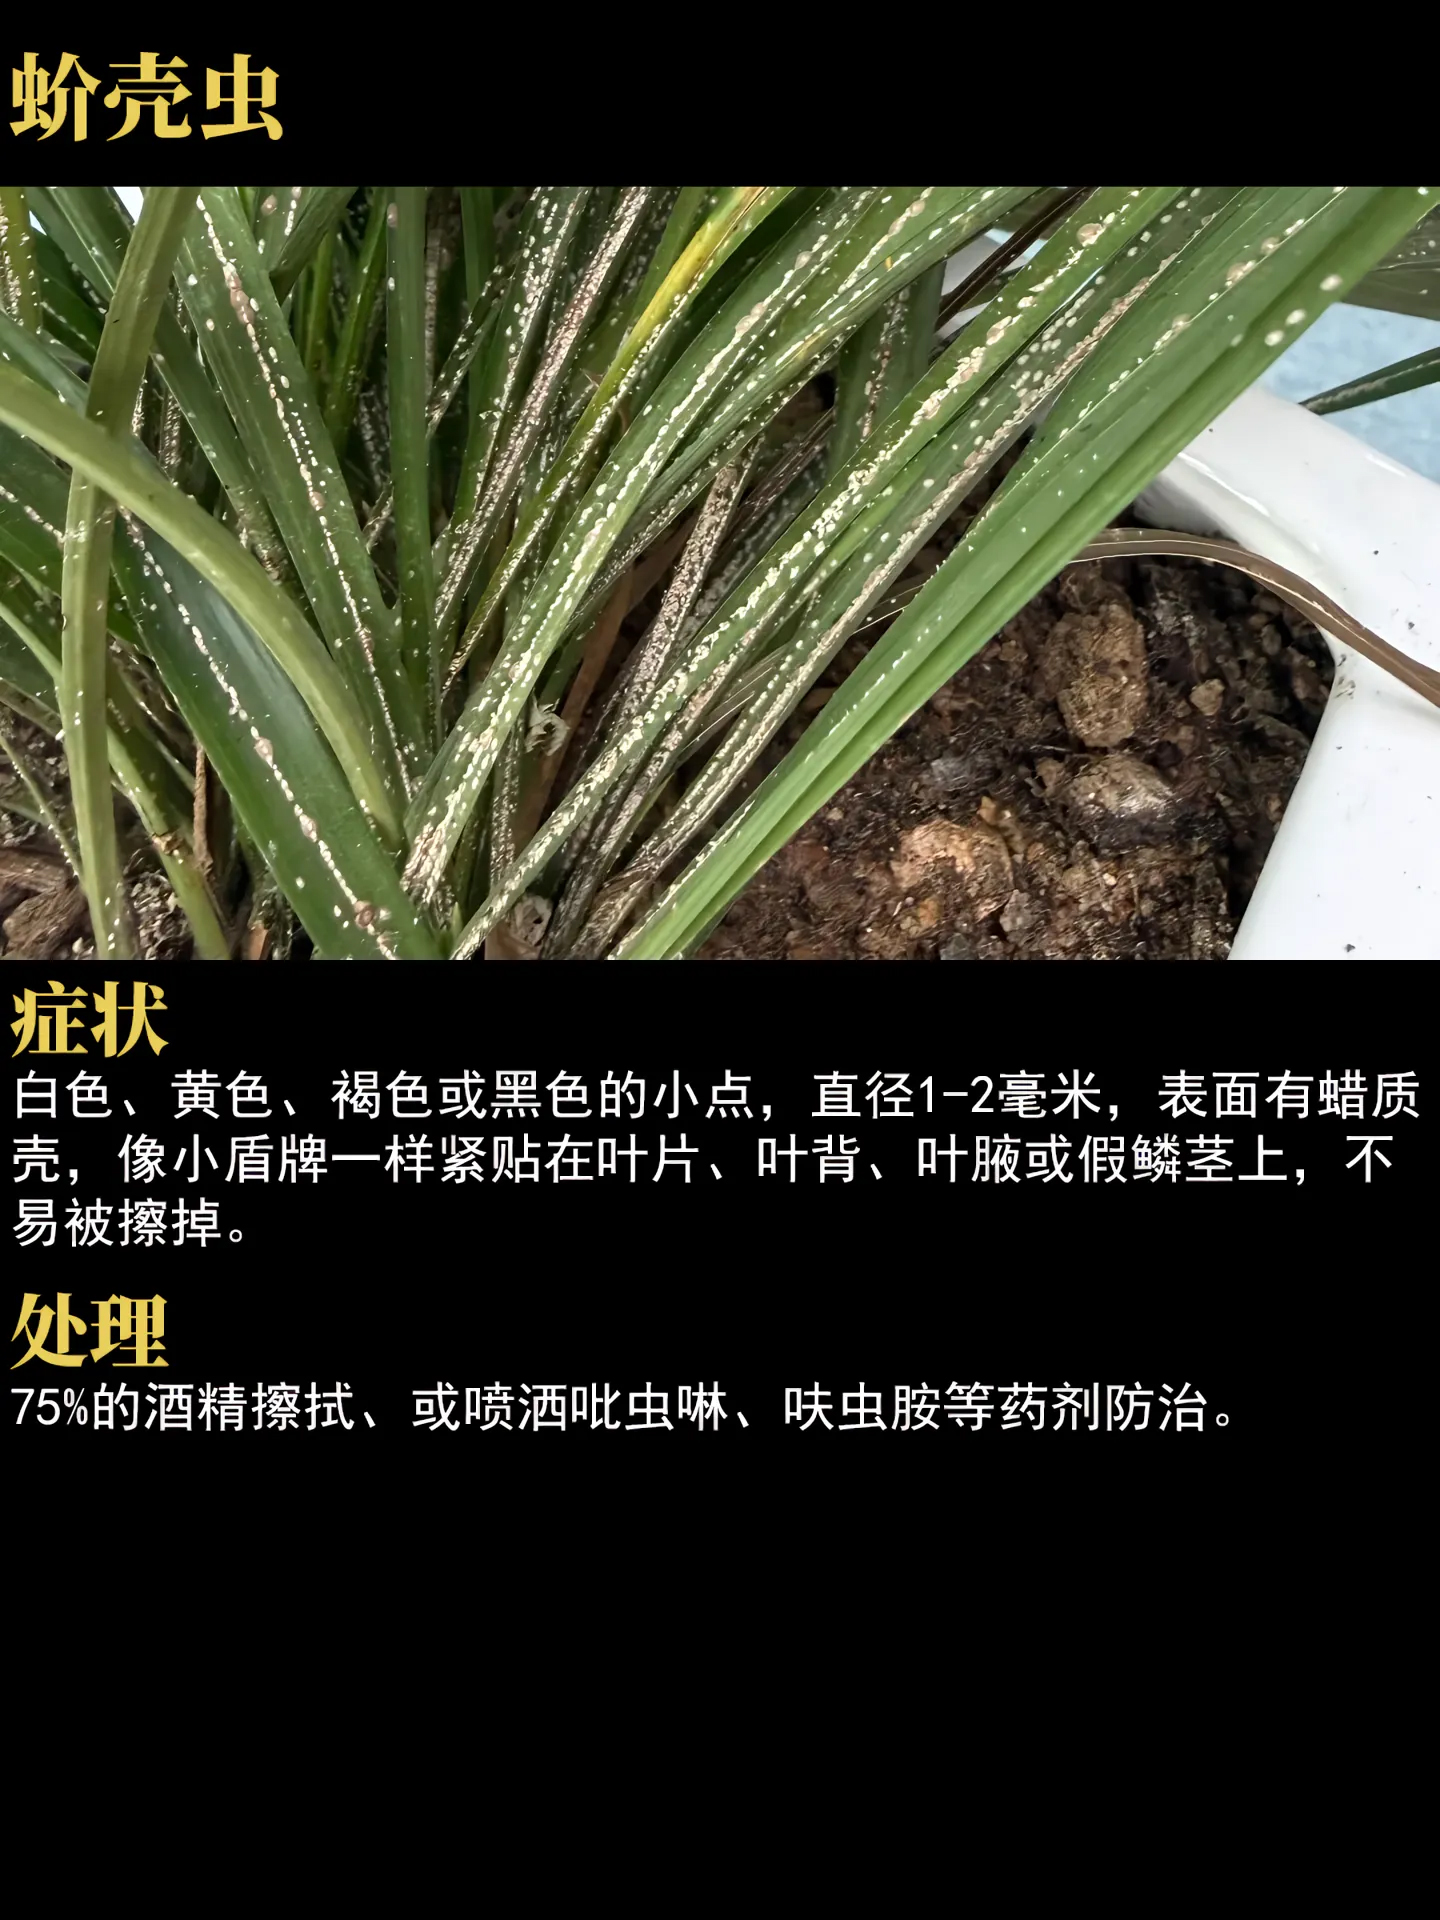 蚧壳虫
症状
白色、黄色、褐色或黑色的小点，直径1-2毫米，表面有蜡质
壳，像小盾牌一样紧贴在叶片、叶背、叶腋或假鳞茎上，不
易被擦掉。
处理
75%的酒精擦拭、或喷洒吡虫啉、呋虫胺等药剂防治。